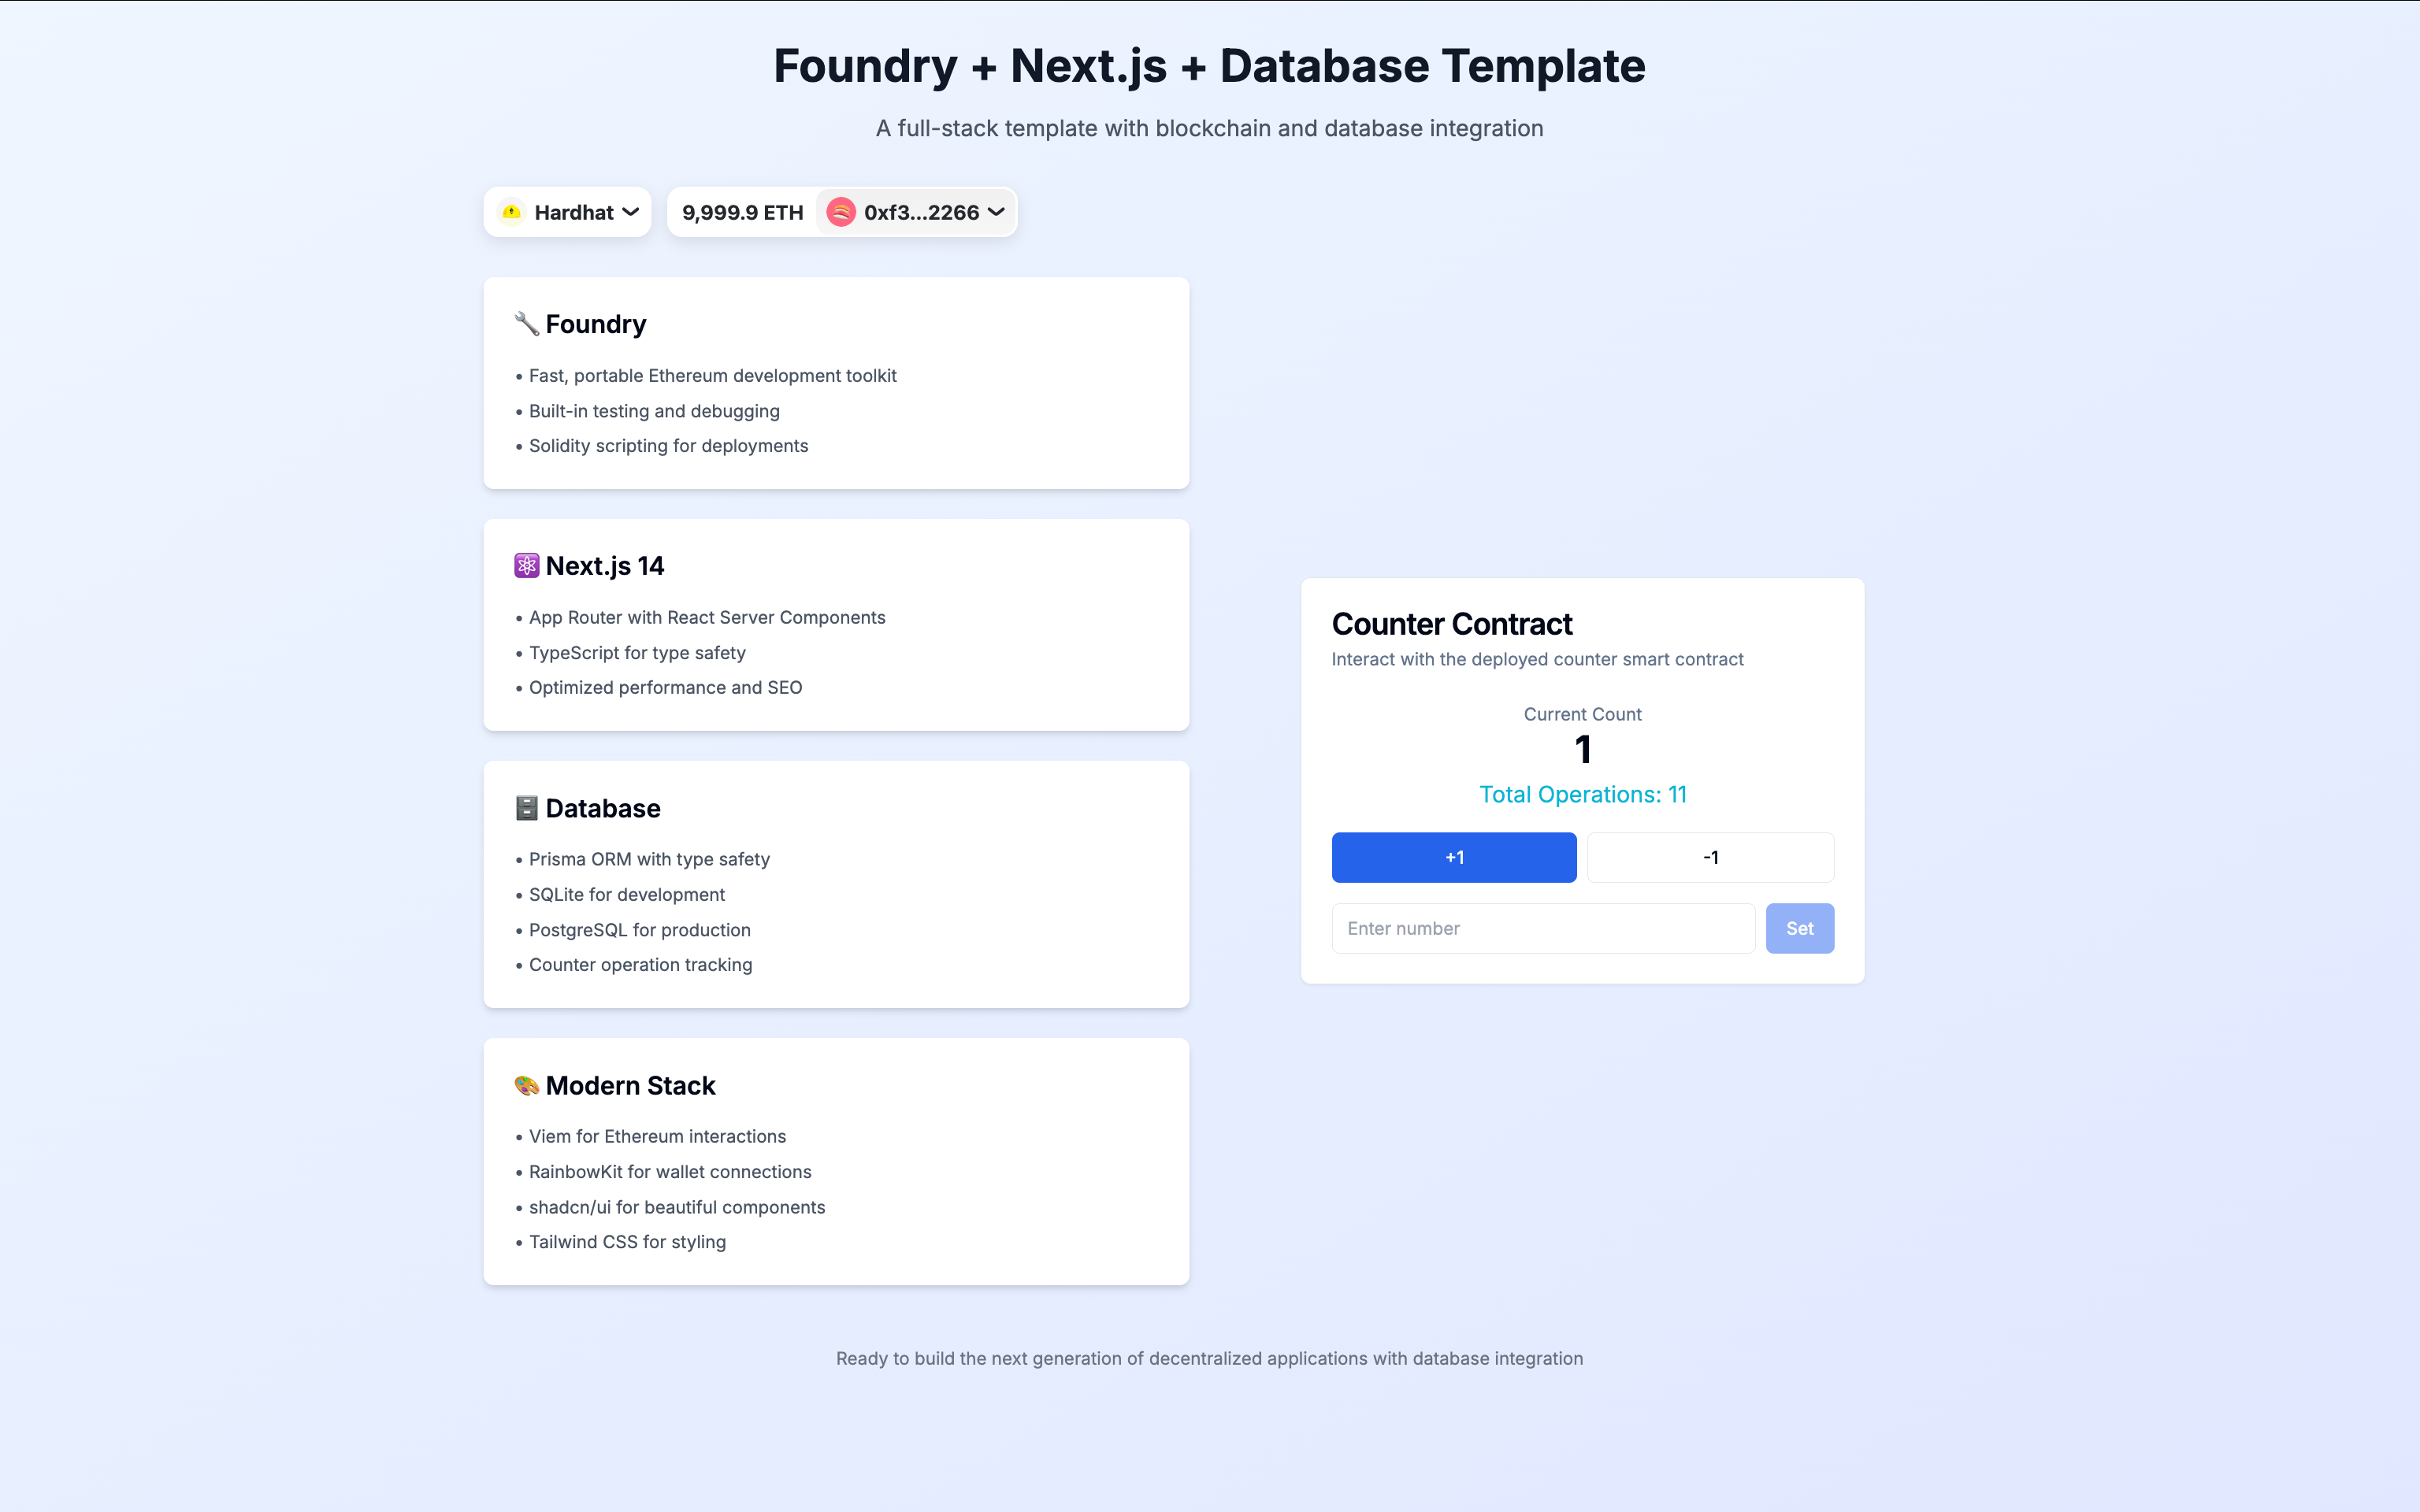 Foundry + Next.js + Database Template
A full-stack template with blockchain and database integration
Hardhat
9,999.9 ETH
0xf3...2266
Foundry
• Fast, portable Ethereum development toolkit
• Built-in testing and debugging
• Solidity scripting for deployments
Next.js 14
• App Router with React Server Components
• TypeScript for type safety
• Optimized performance and SEO
Database
• Prisma ORM with type safety
• SQLite for development
• PostgreSQL for production
• Counter operation tracking
Modern Stack
• Viem for Ethereum interactions
• RainbowKit for wallet connections
• shadcn/ui for beautiful components
• Tailwind CSS for styling
Counter Contract
Interact with the deployed counter smart contract
Current Count
1
Total Operations: 11
+1
-1
Enter number
Set
Ready to build the next generation of decentralized applications with database integration